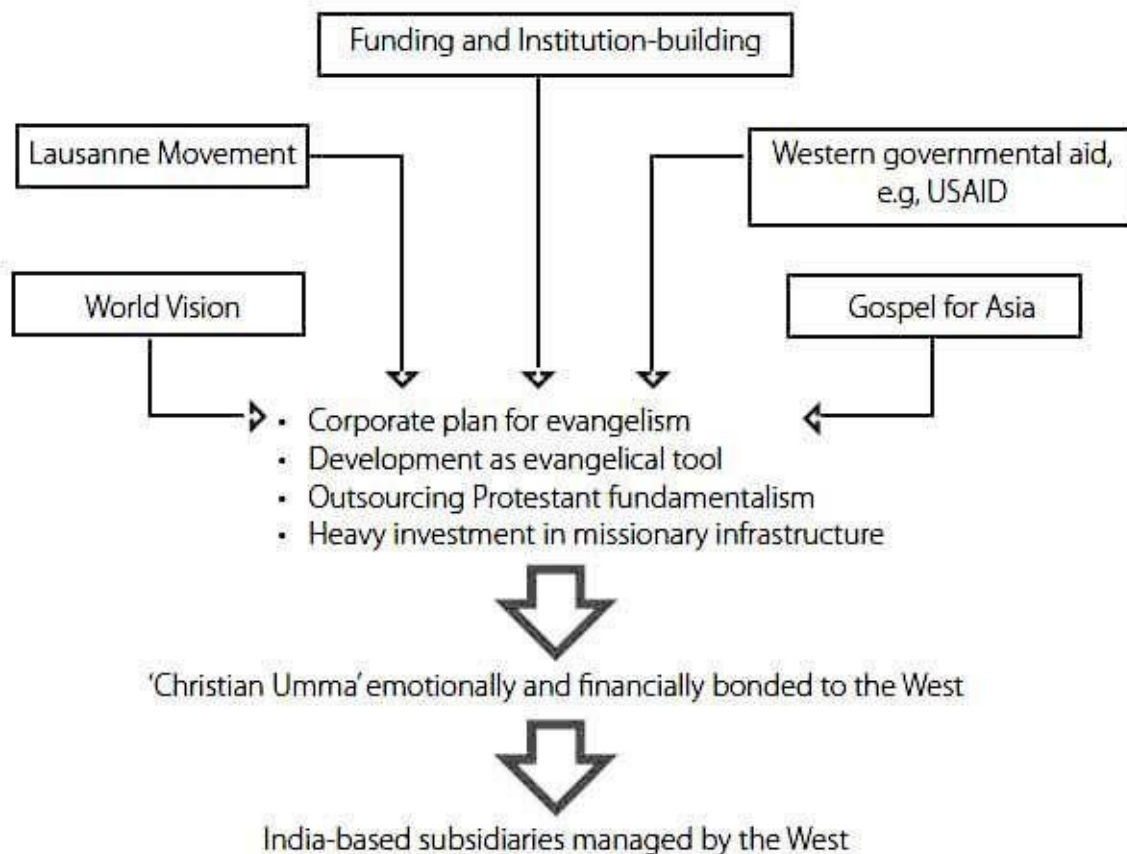 Funding and Institution-building
Lausanne Movement
Western governmental aid,
e.g, USAID
World Vision
Gospel for Asia
• Corporate plan for evangelism
• Development as evangelical tool
• Outsourcing Protestant fundamentalism
• Heavy investment in missionary infrastructure
'Christian Umma' emotionally and financially bonded to the West
India-based subsidiaries managed by the West